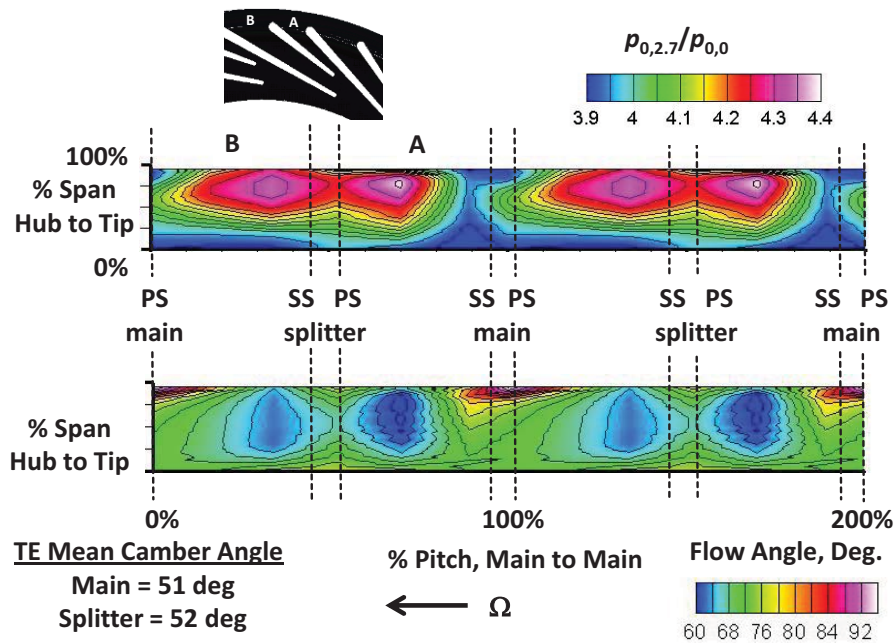 B A
p0,2.7/p0,0
3.9 4 4.1 4.2 4.3 4.4
B A
100%
% Span
Hub to Tip
0%
PS SS PS SS PS SS PS SS PS
main splitter main splitter main
% Span
Hub to Tip
0% 100% 200%
TE Mean Camber Angle
Main = 51 deg
Splitter = 52 deg
% Pitch, Main to Main
Ω
Flow Angle, Deg.
60 68 76 80 84 92